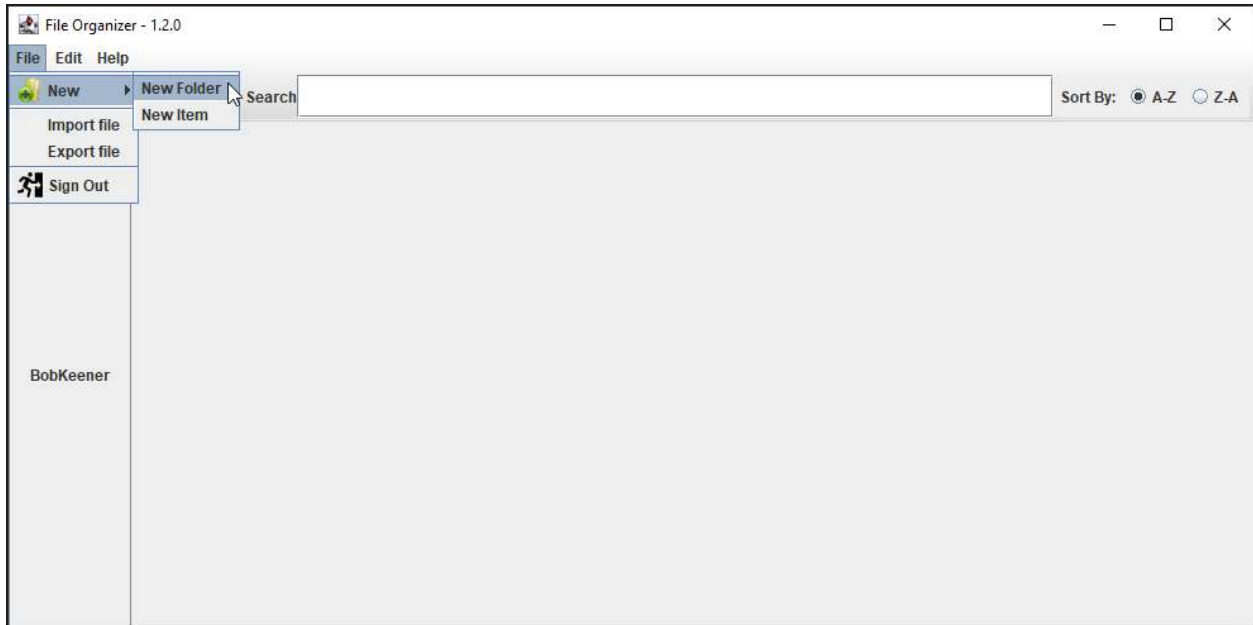 File Organizer - 1.2.0
File Edit Help
New New Folder Search Sort By: A-Z Z-A
New Item
Import file
Export file
Sign Out
BobKeener